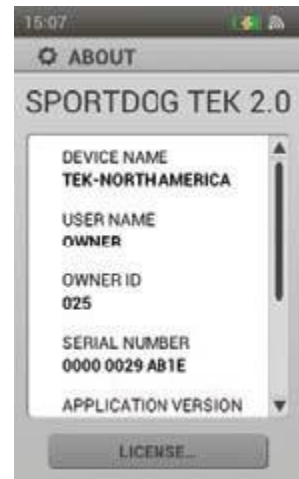 15:07
ABOUT
SPORTDOG TEK 2.0
DEVICE NAME
TEK-NORTHAMERICA
USER NAME
OWNER
OWNER ID
025
SERIAL NUMBER
0000 0029 AB1E
APPLICATION VERSION
LICENSE...